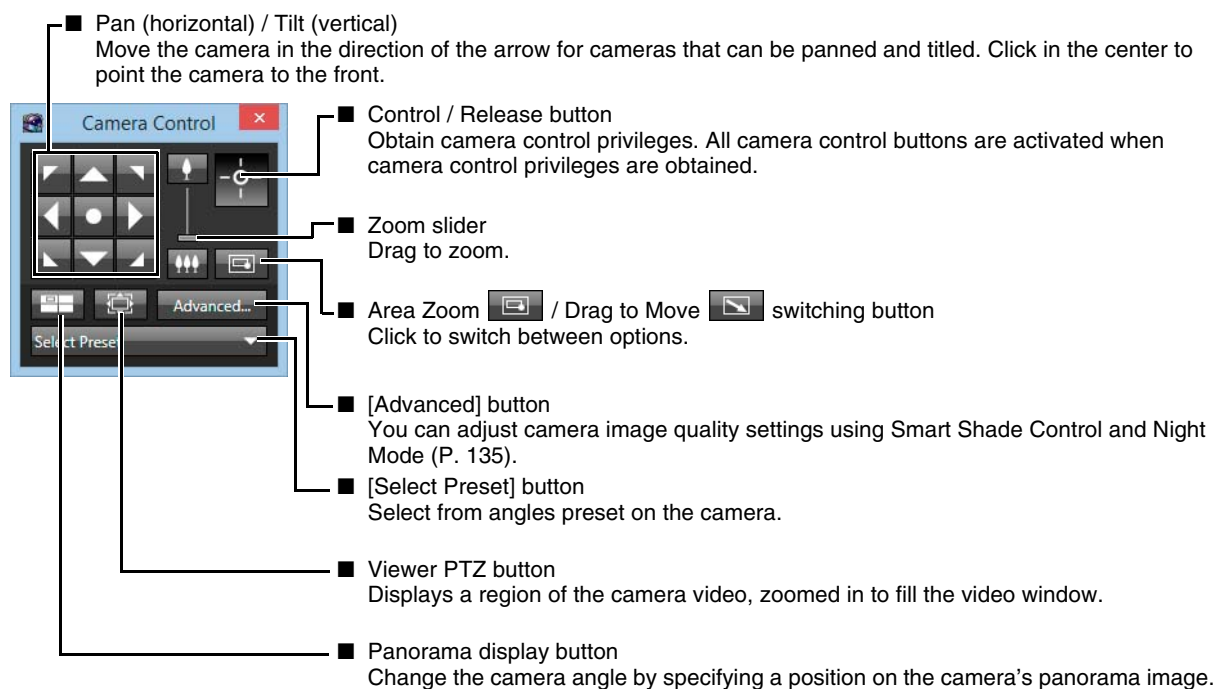 ■ Pan (horizontal) / Tilt (vertical)
Move the camera in the direction of the arrow for cameras that can be panned and titled. Click in the center to
point the camera to the front.
Camera Control
■ Control / Release button
Obtain camera control privileges. All camera control buttons are activated when
camera control privileges are obtained.
■ Zoom slider
Drag to zoom.
■ Area Zoom / Drag to Move switching button
Click to switch between options.
Advanced...
Select Preset
■ [Advanced] button
You can adjust camera image quality settings using Smart Shade Control and Night
Mode (P. 135).
■ [Select Preset] button
Select from angles preset on the camera.
■ Viewer PTZ button
Displays a region of the camera video, zoomed in to fill the video window.
■ Panorama display button
Change the camera angle by specifying a position on the camera's panorama image.